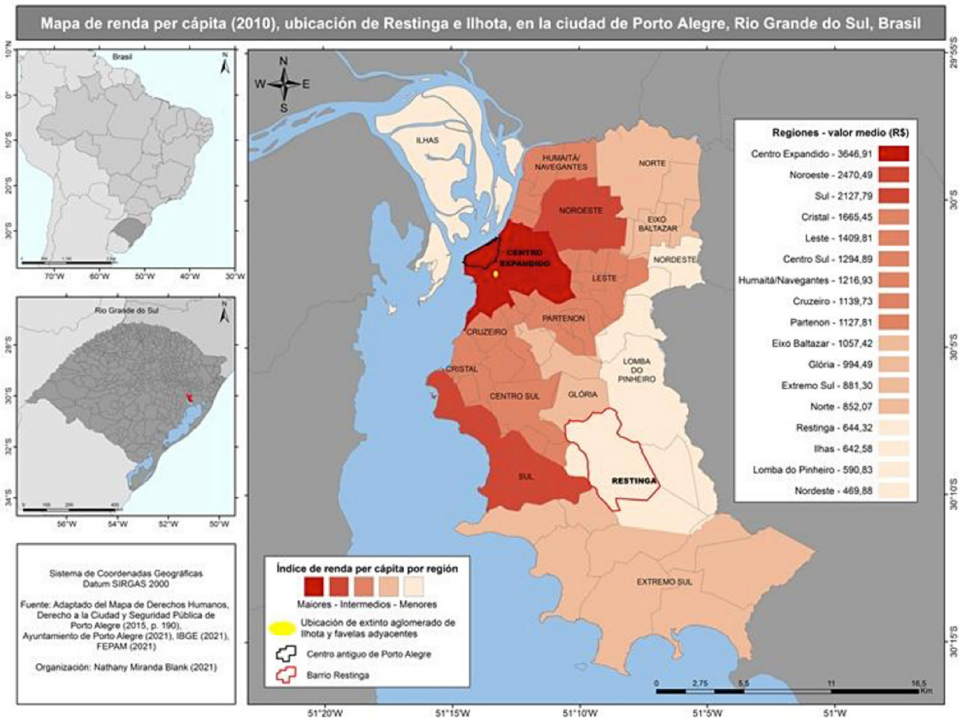 Mapa de renda per cápita (2010), ubicación de Restinga e Ilhota, en la ciudad de Porto Alegre, Rio Grande do Sul, Brasil
Brasil
N
10°N
0°
10°S
20°S
30°S
70°W
60°W
50°W
40°W
30°W
Rio Grande do Sul
N
28°S
30°S
32°S
34°S
0
100
200
400
56°W
54°W
52°W
50°W
Sistema de Coordenadas Geográficas
Datum SIRGAS 2000
Fuente: Adaptado del Mapa de Derechos Humanos,
Derecho a la Ciudad y Seguridad Pública de
Porto Alegre (2015, p. 190),
Ayuntamiento de Porto Alegre (2021), IBGE (2021),
FEPAM (2021)
Organización: Nathany Miranda Blank (2021)
N
W
E
S
ILHAS
HUMAITÁ/
NAVEGANTES
NORTE
NOROESTE
EIXO
BALTAZAR
CENTRO
EXPANDIDO
NORDESTE
LESTE
PARTENON
CRUZEIRO
LOMBA
DO
PINHEIRO
CRISTAL
CENTRO SUL
GLÓRIA
SUL
RESTINGA
EXTREMO SUL
Regiones - valor medio (R$)
Centro Expandido - 3646,91
Noroeste - 2470,49
Sul - 2127,79
Cristal - 1665,45
Leste - 1409,81
Centro Sul - 1294,89
Humaitá/Navegantes - 1216,93
Cruzeiro - 1139,73
Partenon - 1127,81
Eixo Baltazar - 1057,42
Glória - 994,49
Extremo Sul - 881,30
Norte - 852,07
Restinga - 644,32
Ilhas - 642,58
Lomba do Pinheiro - 590,83
Nordeste - 469,88
Índice de renda per cápita por región
Maiores - Intermedios - Menores
Ubicación de extinto aglomerado de
Ilhota y favelas adyacentes
Centro antiguo de Porto Alegre
Barrio Restinga
0
2,75
5,5
11
16,5
Km
51°20'W
51°15'W
51°10'W
51°5'W
51°W
29°55'S
30°S
30°5'S
30°10'S
30°15'S